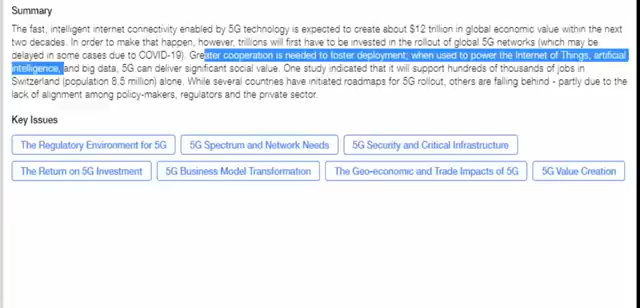 Summary
The fast, intelligent internet connectivity enabled by 5G technology is expected to create about $12 trillion in global economic value within the next
two decades. In order to make that happen, however, trillions will first have to be invested in the rollout of global 5G networks (which may be
delayed in some cases due to COVID-19). Greater cooperation is needed to foster deployment; when used to power the Internet of Things, artificial
intelligence, and big data, 5G can deliver significant social value. One study indicated that it will support hundreds of thousands of jobs in
Switzerland (population 8.5 million) alone. While several countries have initiated roadmaps for 5G rollout, others are falling behind - partly due to the
lack of alignment among policy-makers, regulators and the private sector.
Key Issues
The Regulatory Environment for 5G 5G Spectrum and Network Needs 5G Security and Critical Infrastructure
The Return on 5G Investment 5G Business Model Transformation The Geo-economic and Trade Impacts of 5G 5G Value Creation